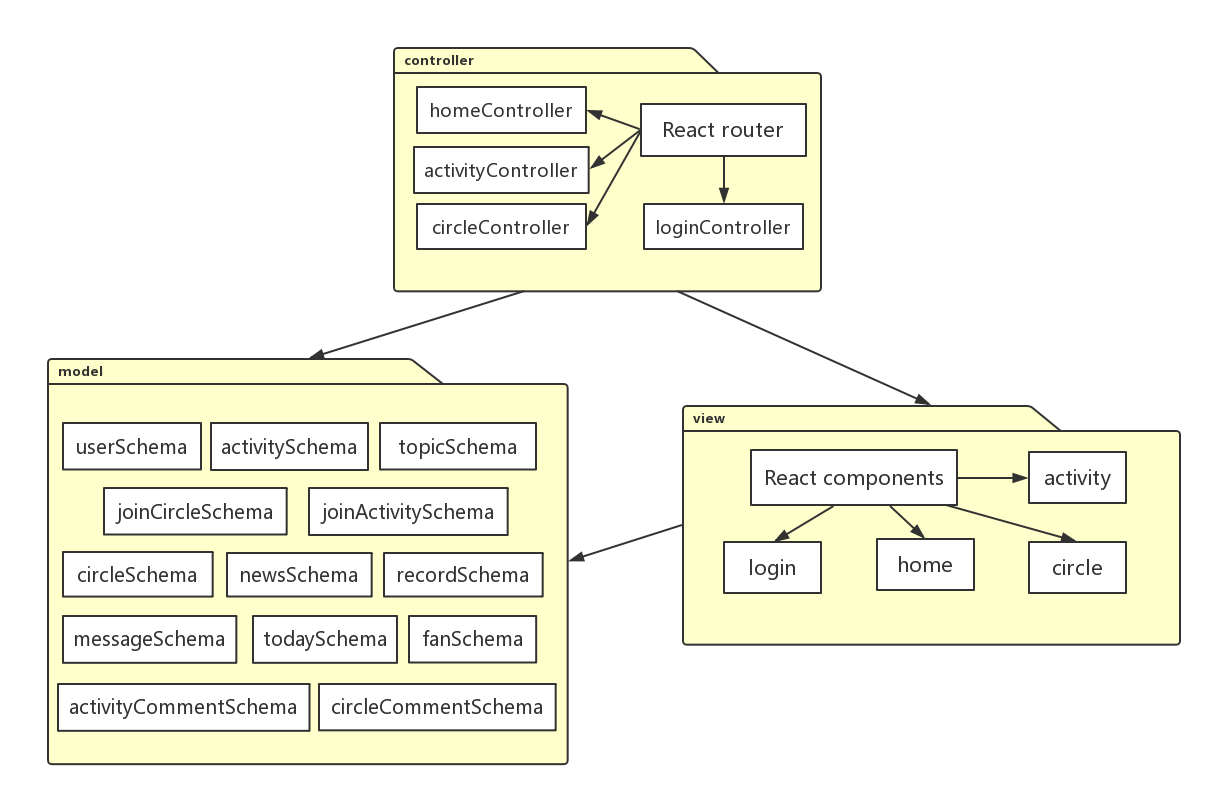 controller
homeController
React router
activityController
circleController
loginController
model
userSchema
activitySchema
topicSchema
joinCircleSchema
joinActivitySchema
circleSchema
newsSchema
recordSchema
messageSchema
todaySchema
fanSchema
activityCommentSchema
circleCommentSchema
view
React components
activity
login
home
circle